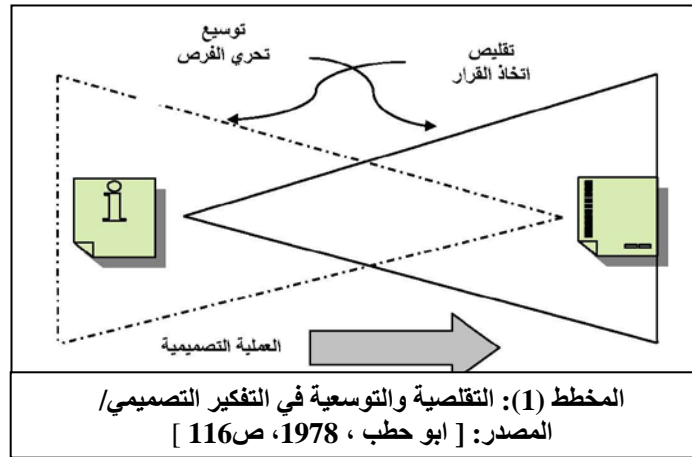 توسيع
تحري الفرص
تقليص
اتخاذ القرار
i
العملية التصميمية
المخطط (1): التقلصية والتوسعية في التفكير التصميمي/
المصدر: [ ابو حطب ، 1978، ص116 ]